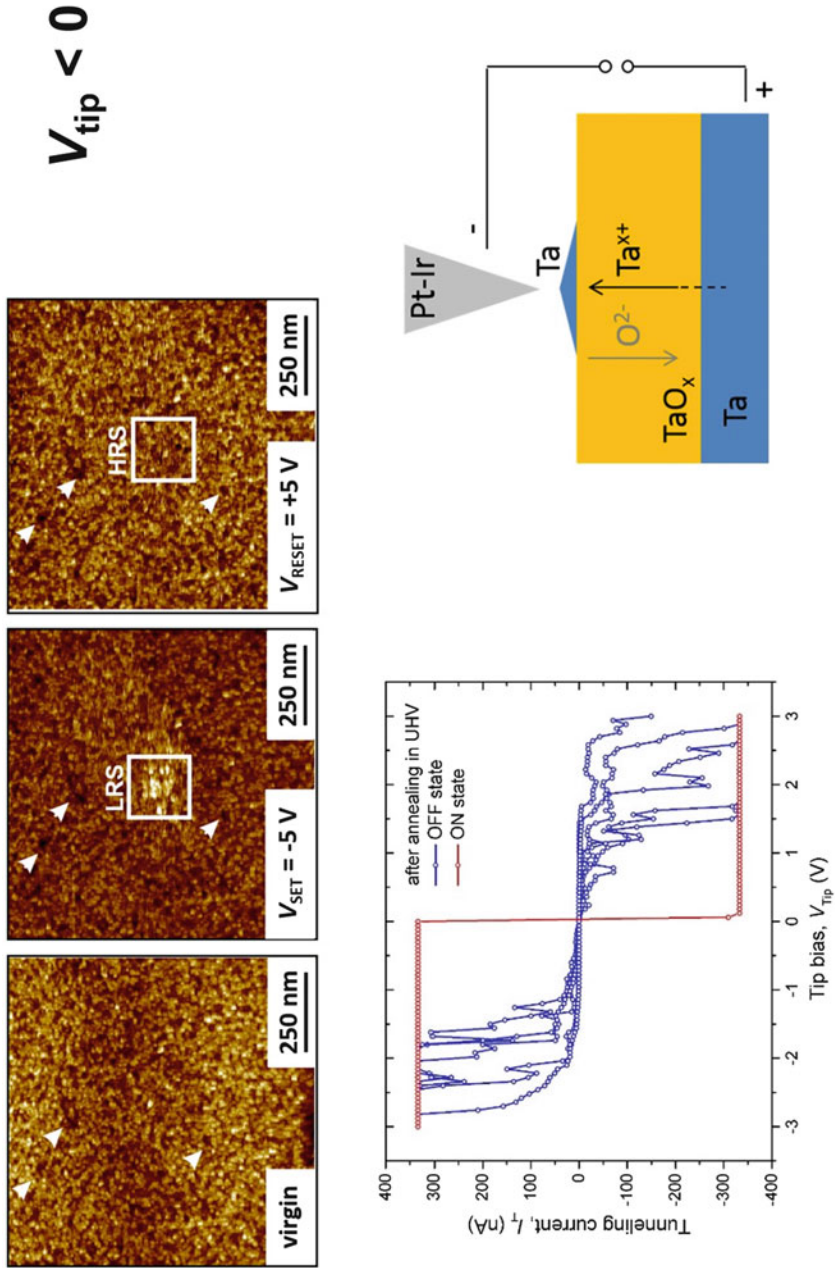 virgin
250 nm
LRS
V_SET = -5 V
250 nm
HRS
V_RESET = +5 V
250 nm
V_tip < 0
400
300
200
100
0
-100
-200
-300
-400
Tunneling current, I_T (nA)
-3
-2
-1
0
1
2
3
Tip bias, V_Tip (V)
after annealing in UHV
OFF state
ON state
Pt-Ir
-
Ta
O²⁻
Taˣ⁺
TaOₓ
Ta
+